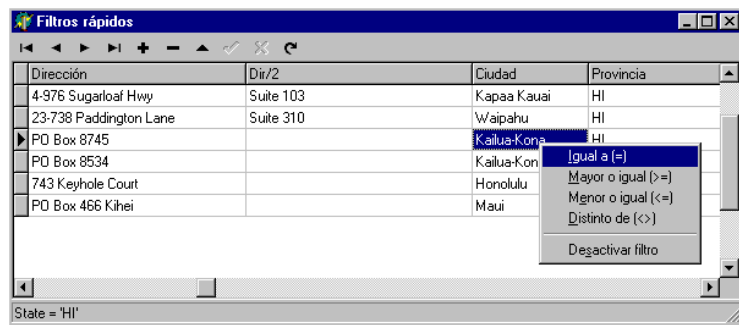 Filtros rápidos
Dirección Dir/2 Ciudad Provincia
4-976 Sugarloaf Hwy Suite 103 Kapaa Kauai HI
23-738 Paddington Lane Suite 310 Waipahu HI
PO Box 8745 Kailua-Kona HI
PO Box 8534 Kailua-Kon
743 Keyhole Court Honolulu
PO Box 466 Kihei Maui
Igual a (=)
Mayor o igual (>=)
Menor o igual (<=)
Distinto de (<>)
Desactivar filtro
State = 'HI'